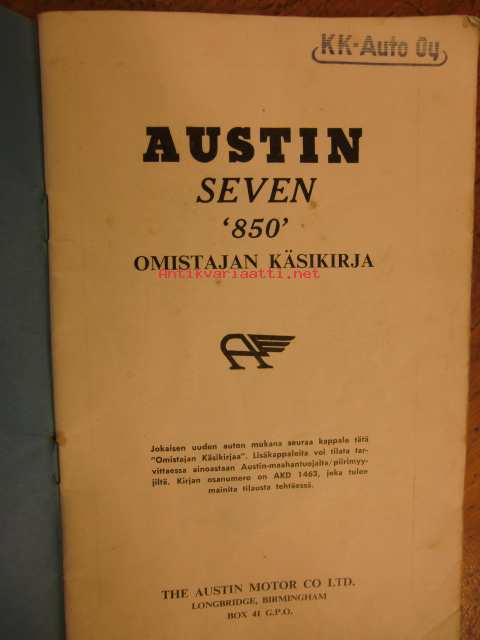 KK-Auto Oy
AUSTIN
SEVEN
‘850’
OMISTAJAN KÄSIKIRJA
Antikvariaatti.net
A
Jokaisen uuden auton mukana seuraa kappale tätä
"Omistajan Käsikirjaa". Lisäkappaleita voi tilata tar-
vittaessa ainoastaan Austin-maahantuojalta/piirimyy-
jiltä. Kirjan osanumero on AKD 1463, joka tulee
mainita tilausta tehtäessä.
THE AUSTIN MOTOR CO LTD.
LONGBRIDGE, BIRMINGHAM
BOX 41 G.P.O.